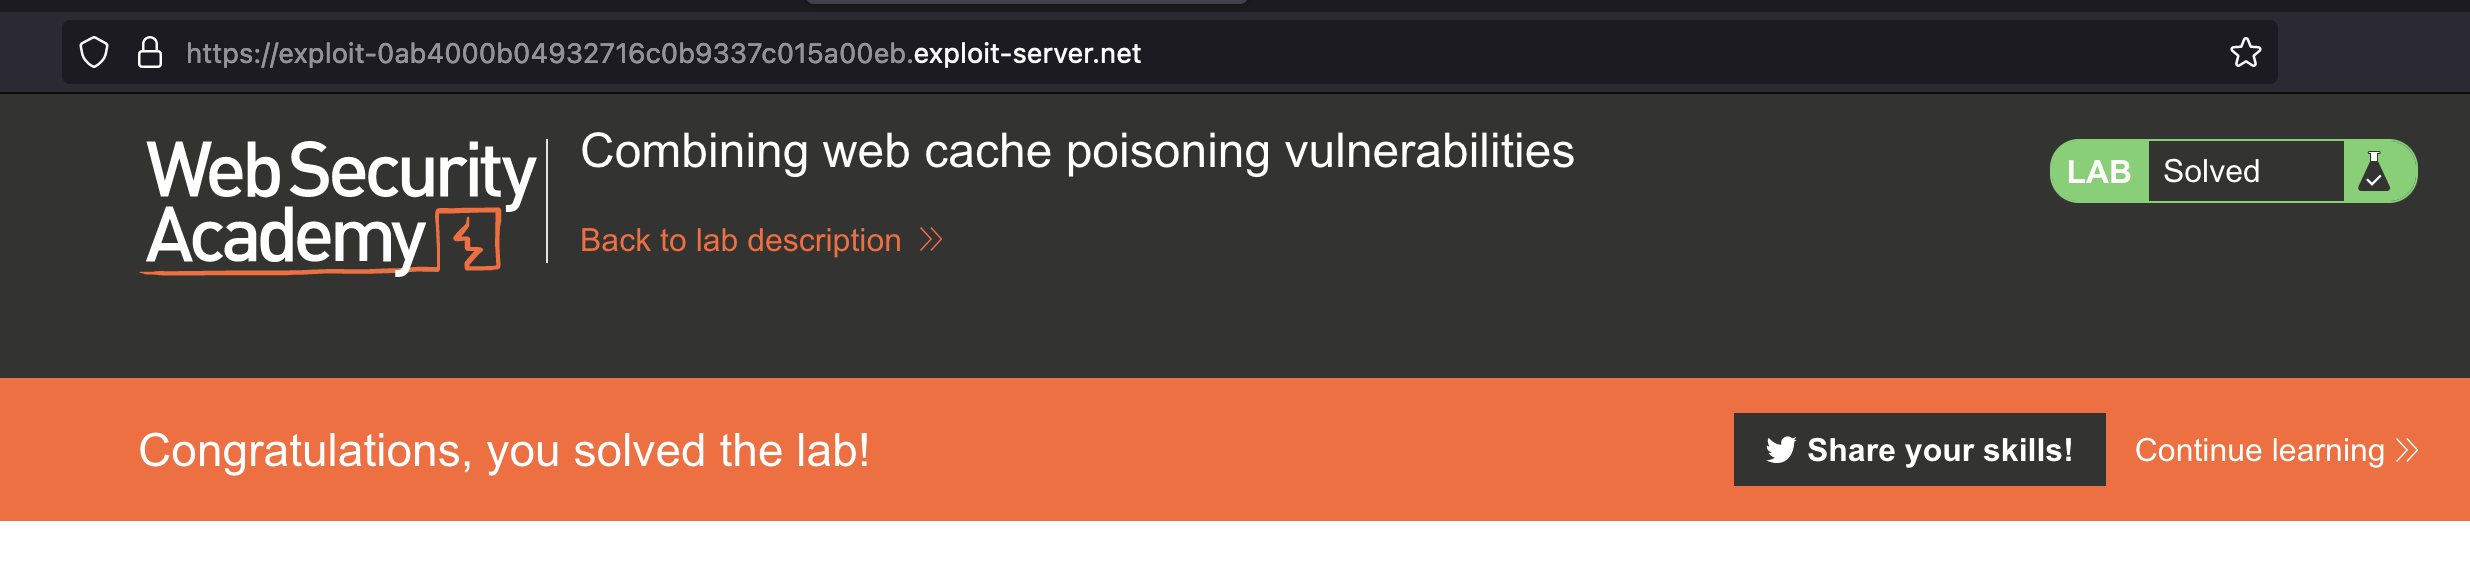 https://exploit-0ab4000b04932716c0b9337c015a00eb.exploit-server.net
Web Security
Academy
Combining web cache poisoning vulnerabilities
Back to lab description
LAB Solved
Congratulations, you solved the lab!
Share your skills!
Continue learning